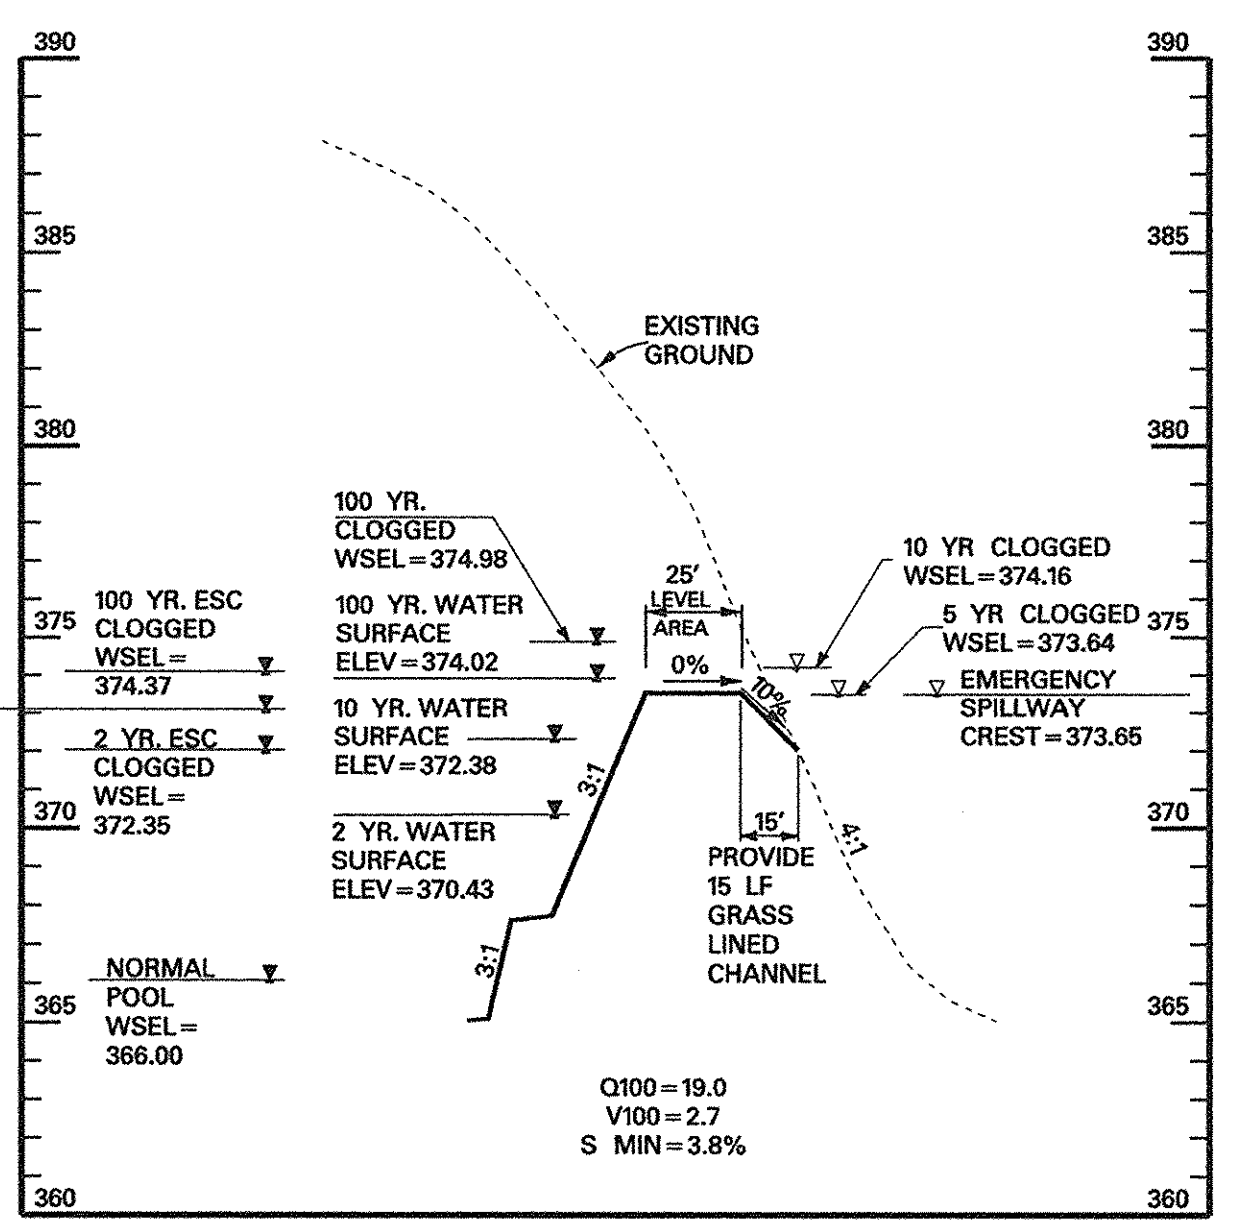 390
390
385
385
EXISTING
GROUND
380
380
100 YR.
CLOGGED
WSEL=374.98
10 YR CLOGGED
WSEL=374.16
25'
LEVEL
AREA
0%
10%
100 YR. ESC
CLOGGED
WSEL=
374.37
100 YR. WATER
SURFACE
ELEV=374.02
375
5 YR CLOGGED
WSEL=373.64
375
EMERGENCY
SPILLWAY
CREST=373.65
10 YR. WATER
SURFACE
ELEV=372.38
2 YR. ESC
CLOGGED
WSEL=
372.35
3:1
370
370
2 YR. WATER
SURFACE
ELEV=370.43
15'
PROVIDE
15 LF
GRASS
LINED
CHANNEL
4:1
3:1
NORMAL
POOL
WSEL=
366.00
365
365
Q100=19.0
V100=2.7
S MIN=3.8%
360
360